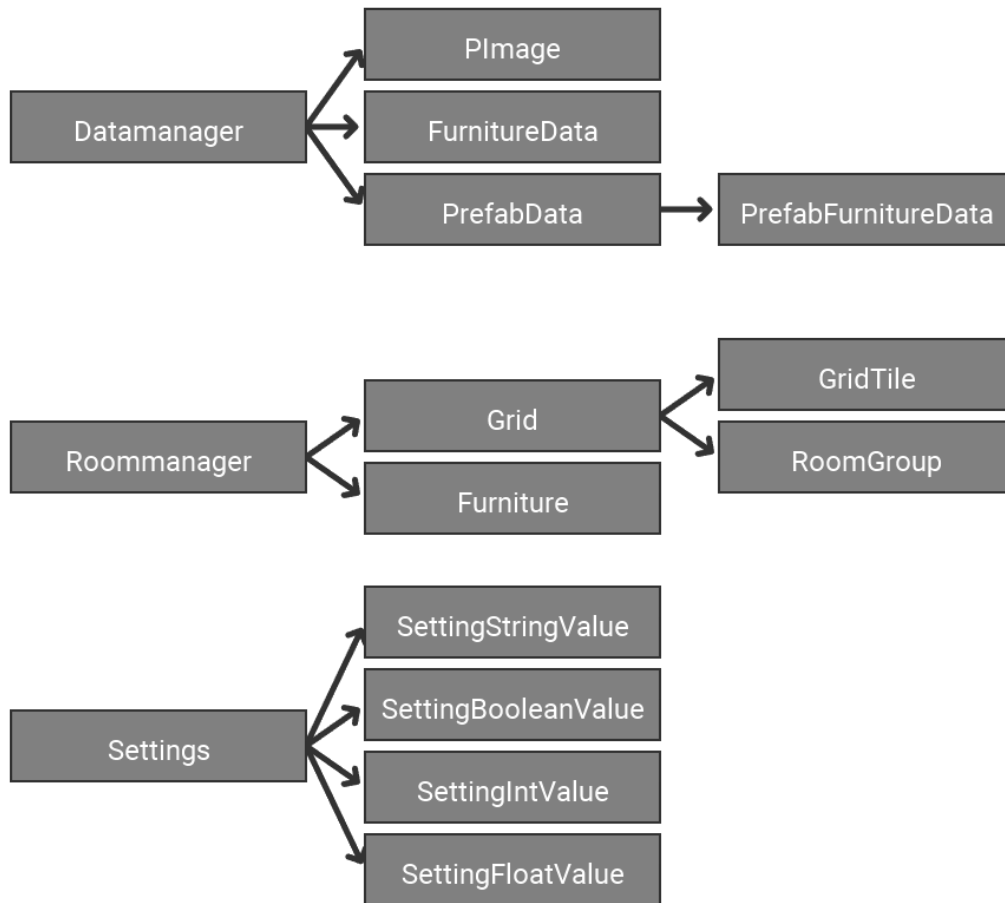 PImage
Datamanager
FurnitureData
PrefabData
PrefabFurnitureData
GridTile
Grid
Roommanager
RoomGroup
Furniture
SettingStringValue
SettingBooleanValue
Settings
SettingIntValue
SettingFloatValue